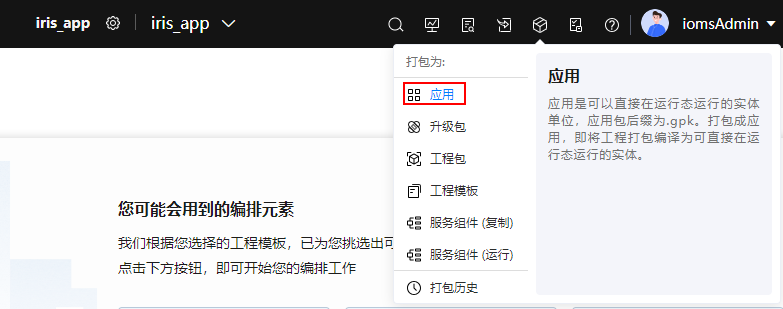 iris_app iris_app iomsAdmin
打包为:
应用
升级包
工程包
工程模板
服务组件 (复制)
服务组件 (运行)
打包历史
应用
应用是可以直接在运行态运行的实体
单位，应用包后缀为.gpk。打包成应
用，即将工程打包编译为可直接在运
行态运行的实体。
您可能会用到的编排元素
我们根据您选择的工程模板，已为您挑选出可
点击下方按钮，即可开始您的编排工作